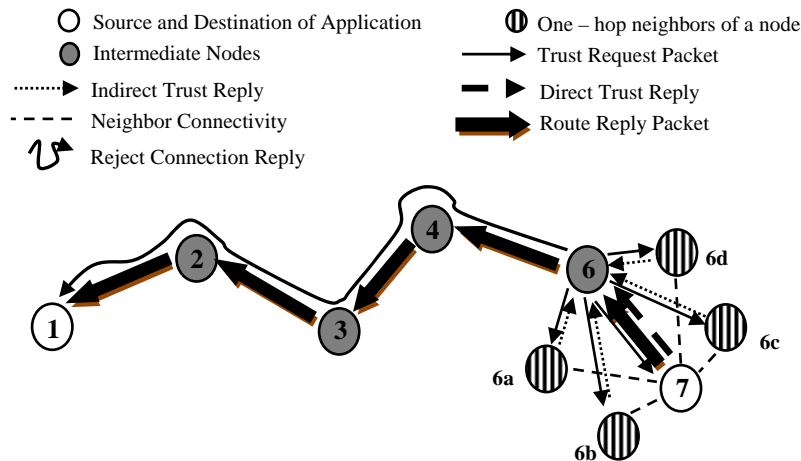 Source and Destination of Application
Intermediate Nodes
Indirect Trust Reply
Neighbor Connectivity
Reject Connection Reply
One – hop neighbors of a node
Trust Request Packet
Direct Trust Reply
Route Reply Packet
1
2
3
4
6
7
6a
6b
6c
6d